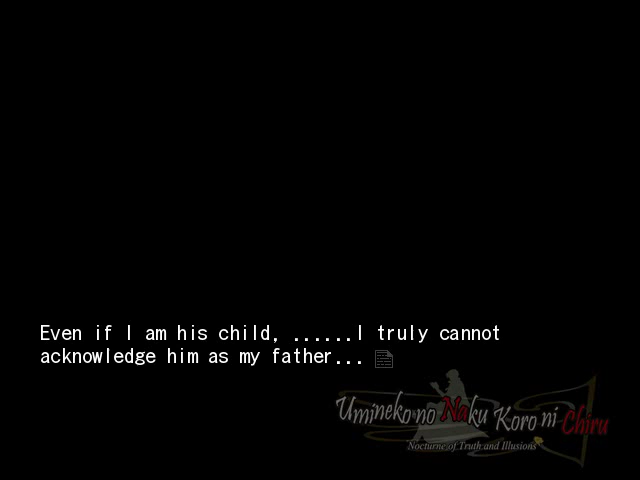 Even if I am his child, ......I truly cannot
acknowledge him as my father...
Umineko no Naku Koro ni Chiru
Nocturne of Truth and Illusions